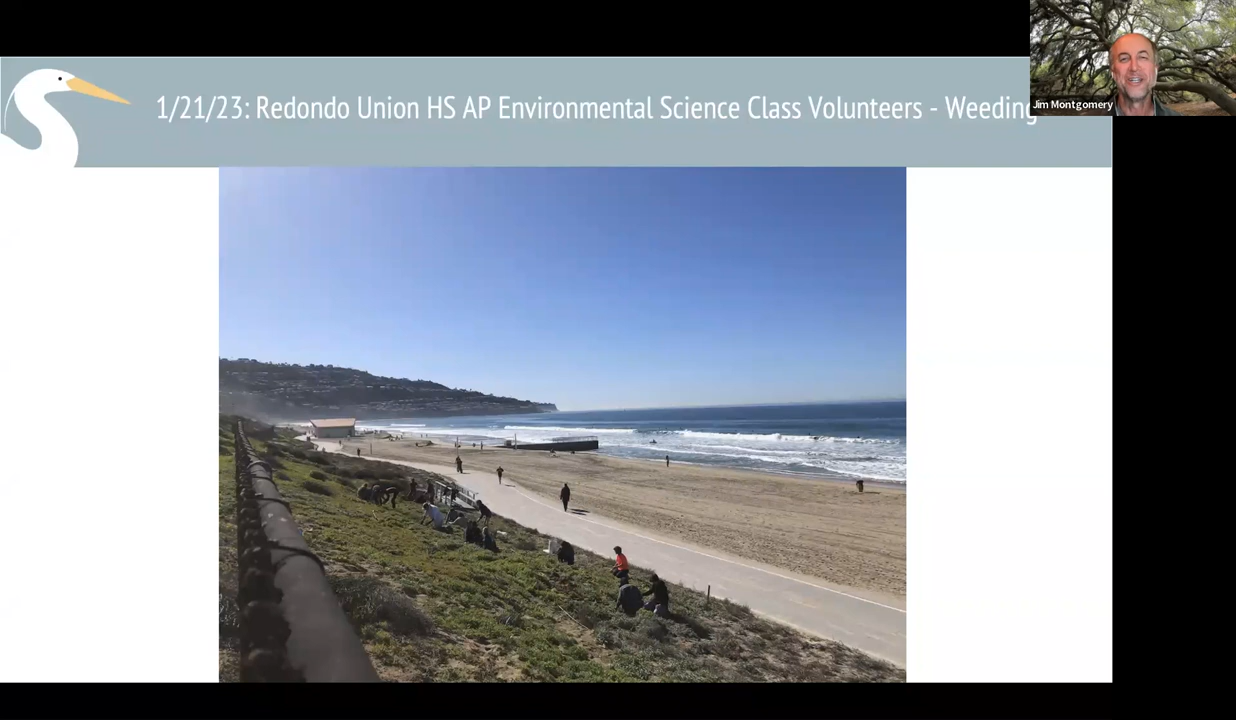 1/21/23: Redondo Union HS AP Environmental Science Class Volunteers - Weeding
Jim Montgomery